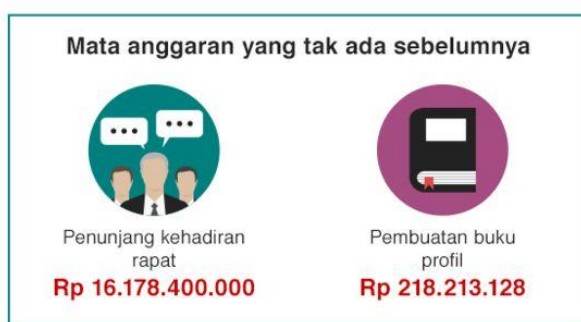 Mata anggaran yang tak ada sebelumnya
Penunjang kehadiran
rapat
Rp 16.178.400.000
Pembuatan buku
profil
Rp 218.213.128